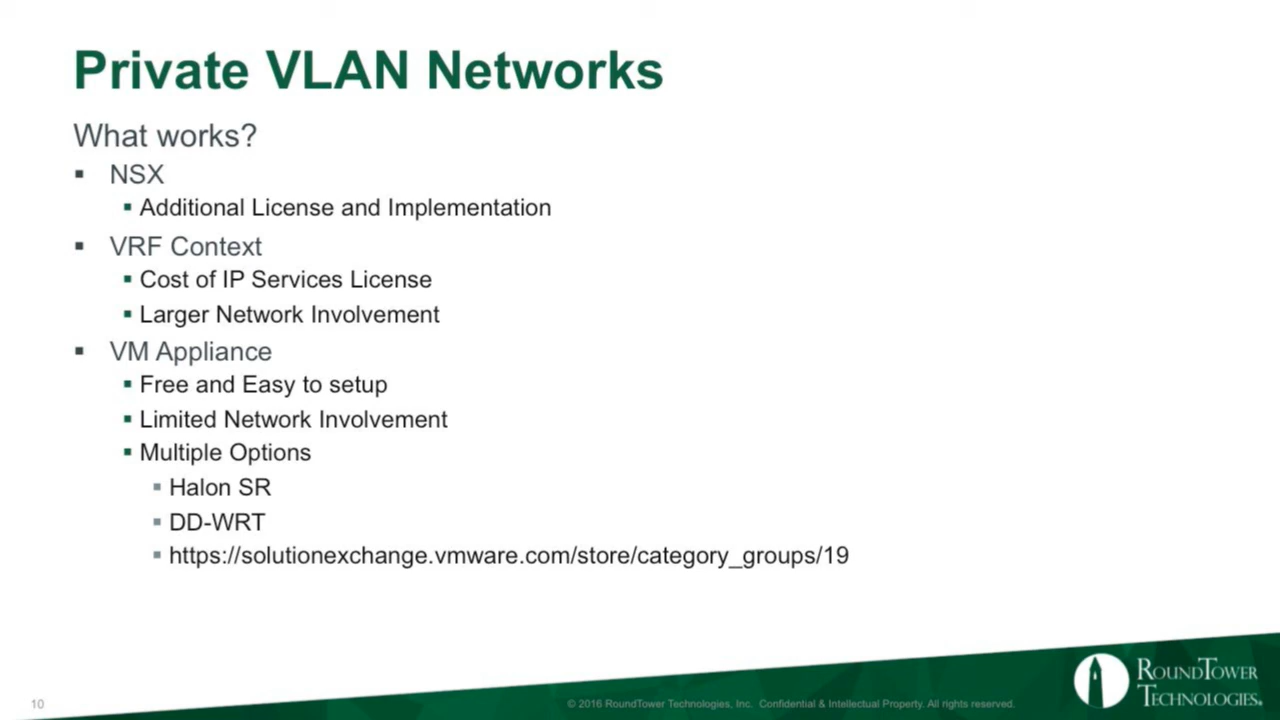 Private VLAN Networks
What works?
▪ NSX
▪ Additional License and Implementation
▪ VRF Context
▪ Cost of IP Services License
▪ Larger Network Involvement
▪ VM Appliance
▪ Free and Easy to setup
▪ Limited Network Involvement
▪ Multiple Options
▪ Halon SR
▪ DD-WRT
▪ https://solutionexchange.vmware.com/store/category_groups/19
10
© 2016 RoundTower Technologies, Inc. Confidential & Intellectual Property. All rights reserved.
ROUNDTOWER
TECHNOLOGIES®